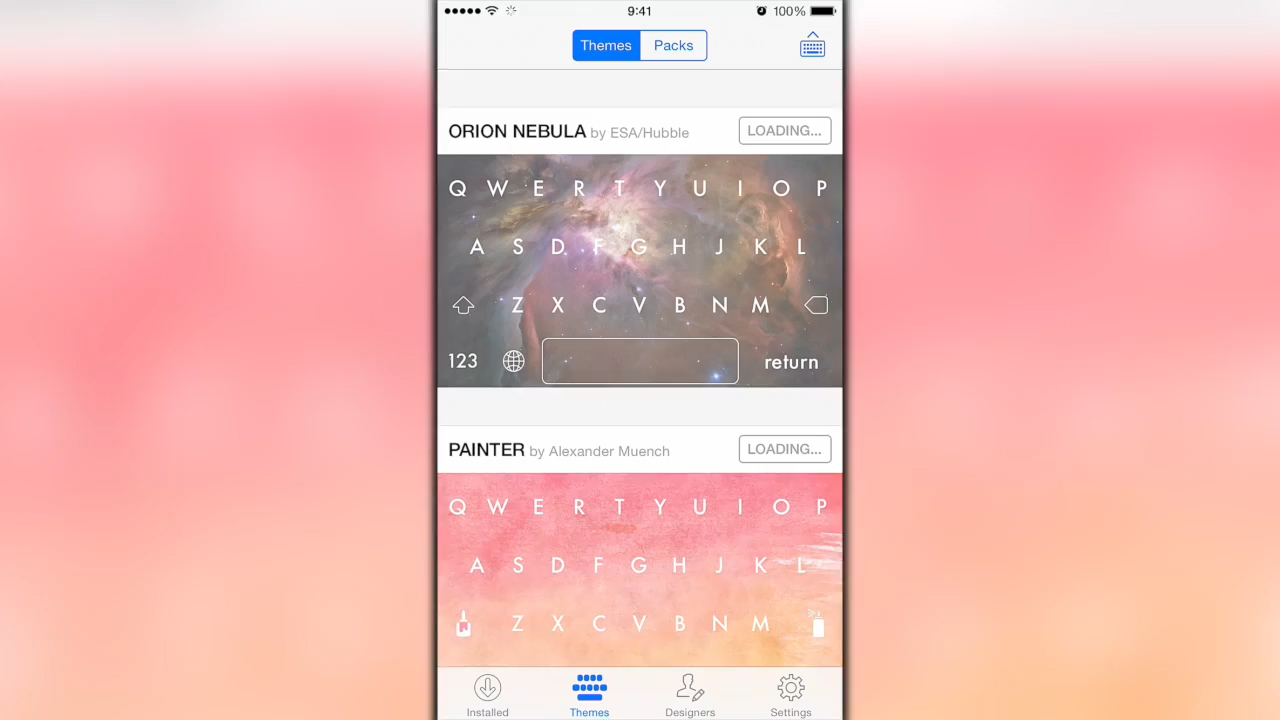 9:41
100%
Themes Packs
ORION NEBULA by ESA/Hubble LOADING...
Q W E R T Y U I O P
A S D F G H J K L
Z X C V B N M
123 return
PAINTER by Alexander Muench LOADING...
Q W E R T Y U I O P
A S D F G H J K L
Z X C V B N M
Installed Themes Designers Settings